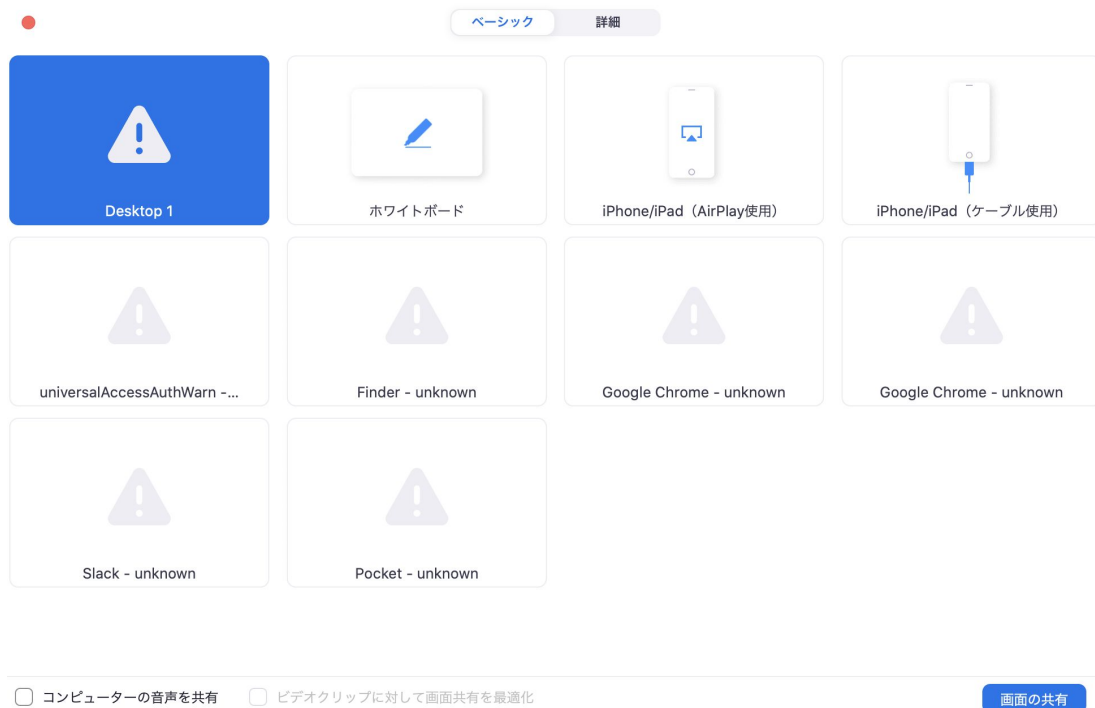 ベーシック
詳細
Desktop 1
ホワイトボード
iPhone/iPad（AirPlay使用）
iPhone/iPad（ケーブル使用）
universalAccessAuthWarn -...
Finder - unknown
Google Chrome - unknown
Google Chrome - unknown
Slack - unknown
Pocket - unknown
コンピューターの音声を共有
ビデオクリップに対して画面共有を最適化
画面の共有